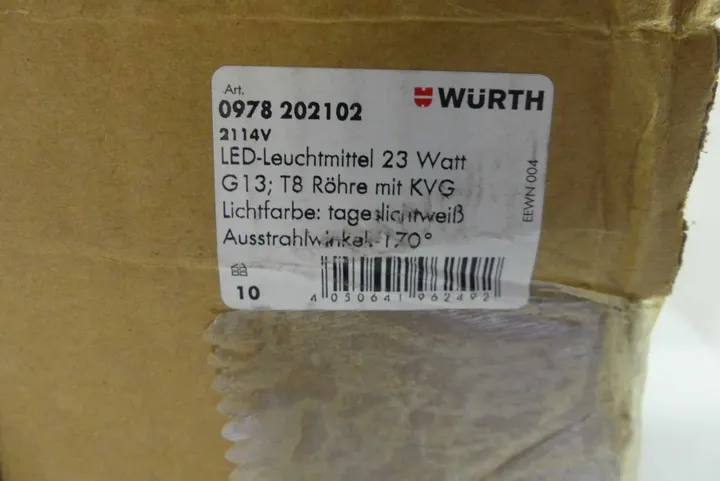 Art.
0978 202102
WÜRTH
2114V
LED-Leuchtmittel 23 Watt
G13; T8 Röhre mit KVG
Lichtfarbe: tageslichtweiß
Ausstrahlwinkel: 170°
EEWN 004
10
4 050641 962492